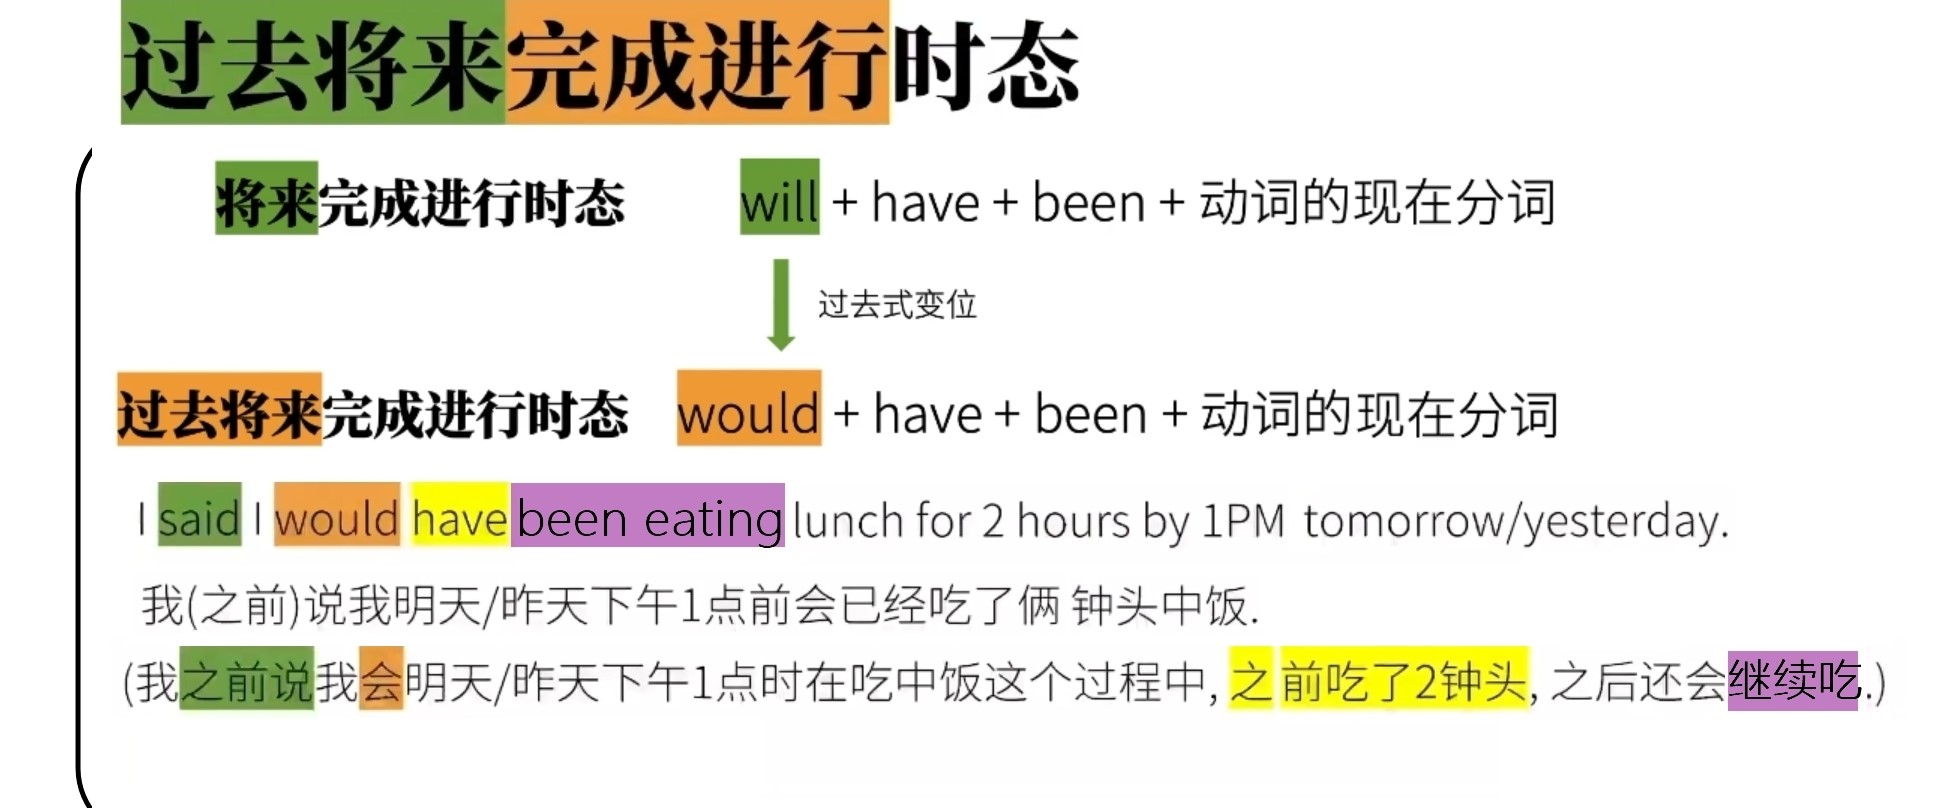 过去将来完成进行时态
将来完成进行时态 will + have + been + 动词的现在分词
过去式变位
过去将来完成进行时态 would + have + been + 动词的现在分词
I said I would have been eating lunch for 2 hours by 1PM tomorrow/yesterday.
我(之前)说我明天/昨天下午1点前会已经吃了俩 钟头中饭.
(我之前说我会明天/昨天下午1点时在吃中饭这个过程中, 之前吃了2钟头, 之后还会继续吃.)